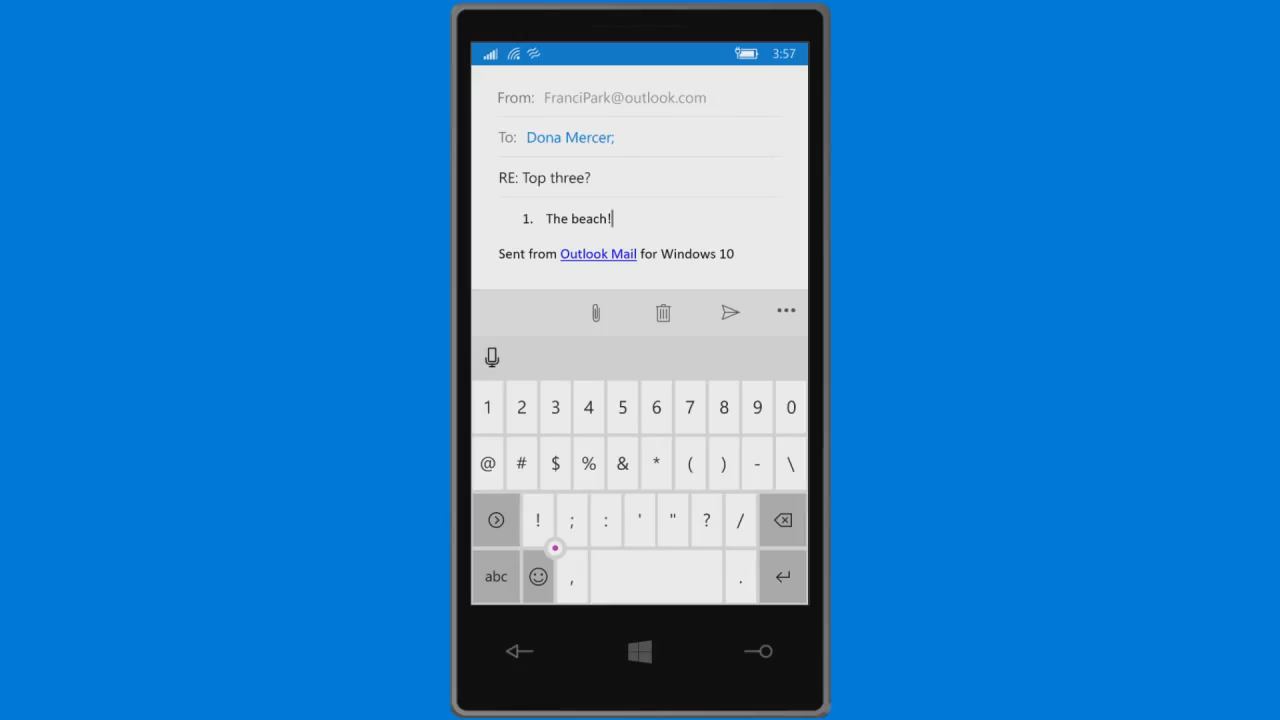 3:57
From: FranciPark@outlook.com
To: Dona Mercer;
RE: Top three?
1. The beach!
Sent from Outlook Mail for Windows 10
1 2 3 4 5 6 7 8 9 0
@ # $ % & * ( ) - \
! ; : ' " ? /
abc , .